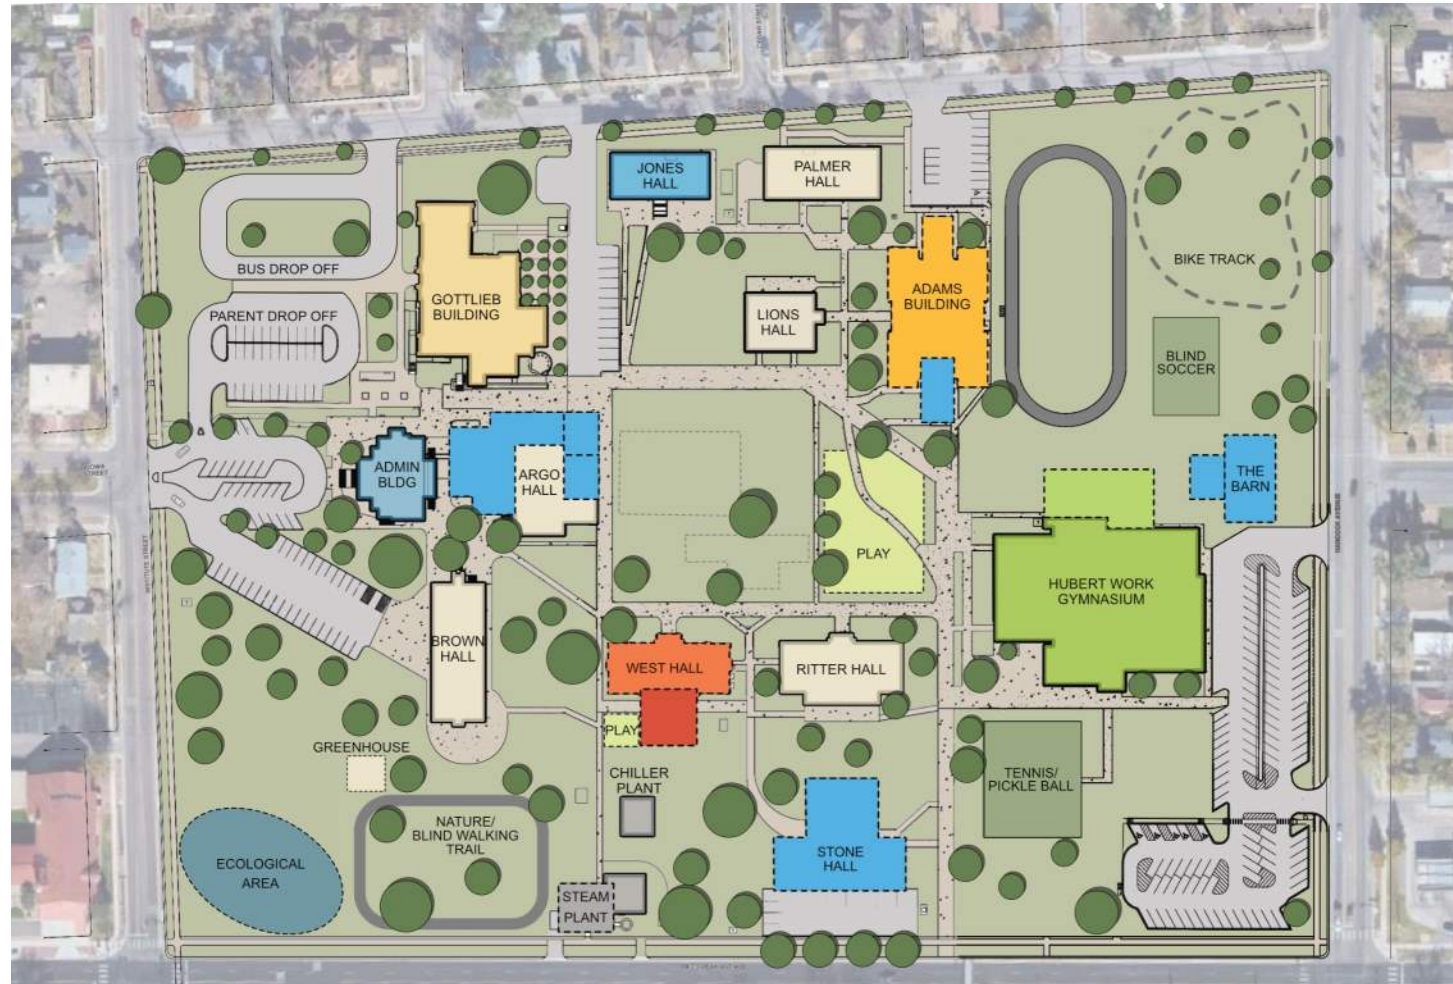 JONES
HALL
PALMER
HALL
BUS DROP OFF
GOTTLIEB
BUILDING
ADAMS
BUILDING
BIKE TRACK
PARENT DROP OFF
LIONS
HALL
BLIND
SOCCER
ADMIN
BLDG
ARGO
HALL
THE
BARN
PLAY
HUBERT WORK
GYMNASIUM
BROWN
HALL
WEST HALL
RITTER HALL
PLAY
GREENHOUSE
CHILLER
PLANT
TENNIS/
PICKLE BALL
NATURE/
BLIND WALKING
TRAIL
STONE
HALL
ECOLOGICAL
AREA
STEAM
PLANT
INSTITUTE STREET